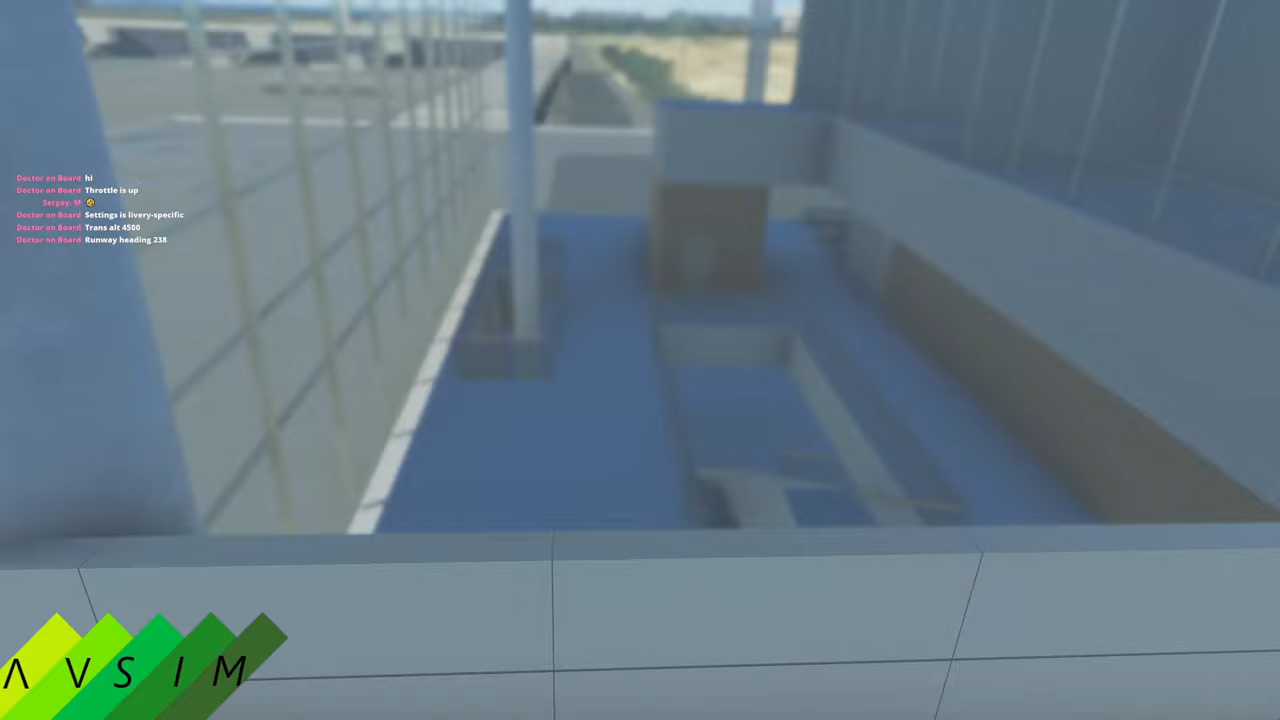 Doctor on Board hi
Doctor on Board Throttle is up
Sergey. M
Doctor on Board Settings is livery-specific
Doctor on Board Trans alt 4500
Doctor on Board Runway heading 238
Λ V S I M